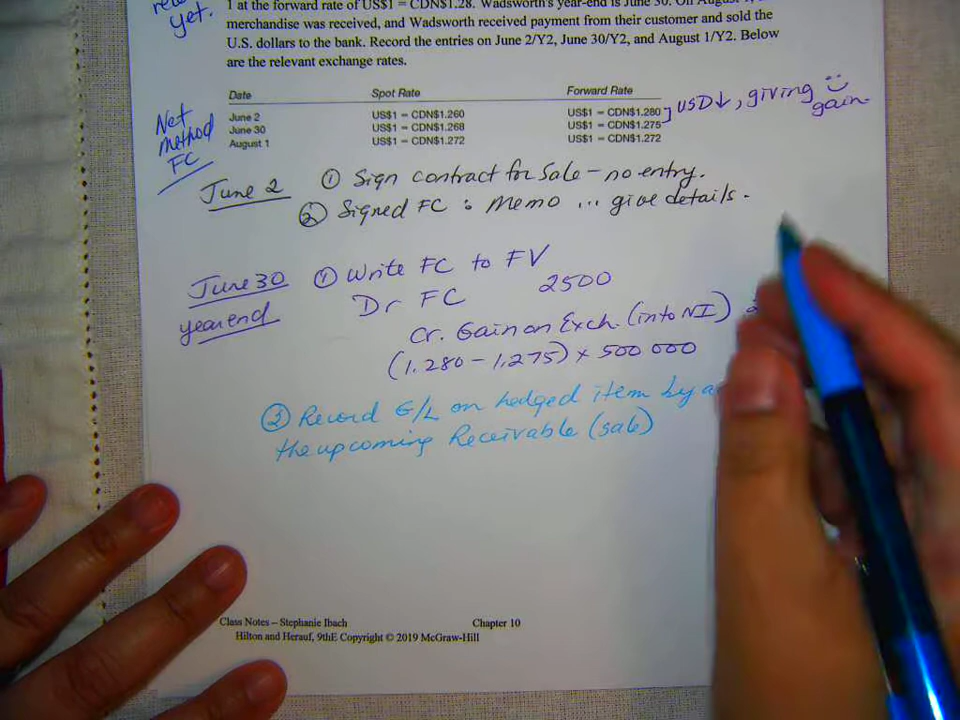 yet.
1 at the forward rate of US$1 = CDN$1.28. Wadsworth's year-end is June 30. On August 1,
merchandise was received, and Wadsworth received payment from their customer and sold the
U.S. dollars to the bank. Record the entries on June 2/Y2, June 30/Y2, and August 1/Y2. Below
are the relevant exchange rates.
Date Spot Rate Forward Rate
June 2 US$1 = CDN$1.260 US$1 = CDN$1.280
June 30 US$1 = CDN$1.268 US$1 = CDN$1.275
August 1 US$1 = CDN$1.272 US$1 = CDN$1.272
USD↓, giving gain
Net
method
FC
June 2 ① Sign contract for Sale - no entry.
② Signed FC : Memo ... give details.
June 30 ① Write FC to FV
year end Dr FC 2500
Cr. Gain on Exch. (into NI)
(1.280 - 1.275) x 500 000
② Record G/L on hedged item by
the upcoming Receivable (sale)
Class Notes – Stephanie Ibach Chapter 10
Hilton and Herauf, 9thE Copyright © 2019 McGraw-Hill